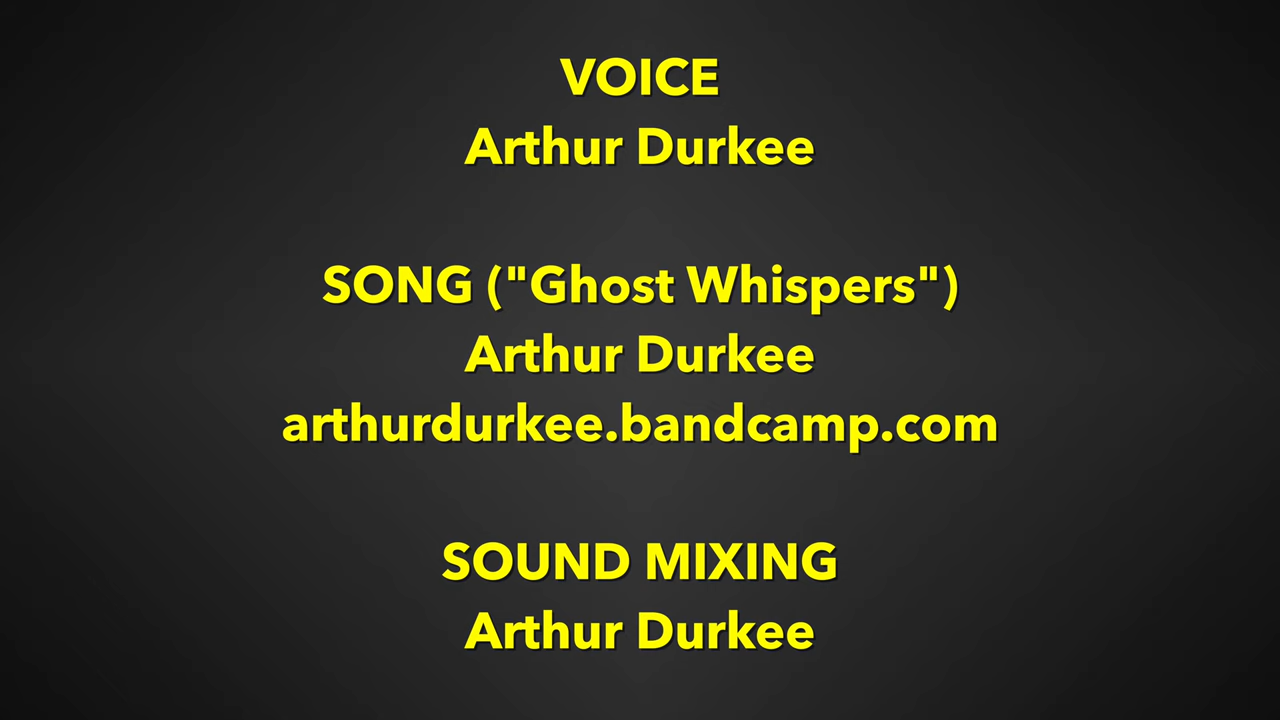 VOICE
Arthur Durkee
SONG ("Ghost Whispers")
Arthur Durkee
arthurdurkee.bandcamp.com
SOUND MIXING
Arthur Durkee